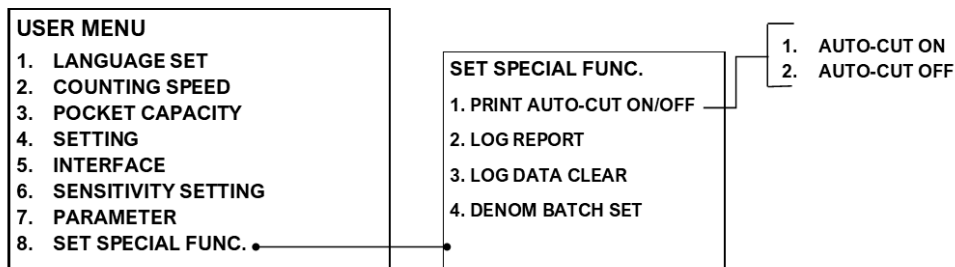 USER MENU
1. LANGUAGE SET
2. COUNTING SPEED
3. POCKET CAPACITY
4. SETTING
5. INTERFACE
6. SENSITIVITY SETTING
7. PARAMETER
8. SET SPECIAL FUNC.
SET SPECIAL FUNC.
1. PRINT AUTO-CUT ON/OFF
2. LOG REPORT
3. LOG DATA CLEAR
4. DENOM BATCH SET
1. AUTO-CUT ON
2. AUTO-CUT OFF